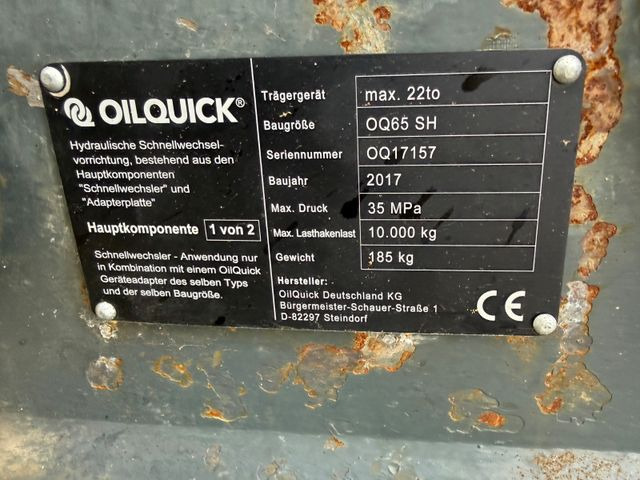 OILQUICK®
Hydraulische Schnellwechsel-
vorrichtung, bestehend aus den
Hauptkomponenten
"Schnellwechsler" und
"Adapterplatte"
Hauptkomponente 1 von 2
Schnellwechsler - Anwendung nur
in Kombination mit einem OilQuick
Geräteadapter des selben Typs
und der selben Baugröße.
Trägergerät max. 22to
Baugröße OQ65 SH
Seriennummer OQ17157
Baujahr 2017
Max. Druck 35 MPa
Max. Lasthakenlast 10.000 kg
Gewicht 185 kg
Hersteller:
OilQuick Deutschland KG
Bürgermeister-Schauer-Straße 1
D-82297 Steindorf
CE